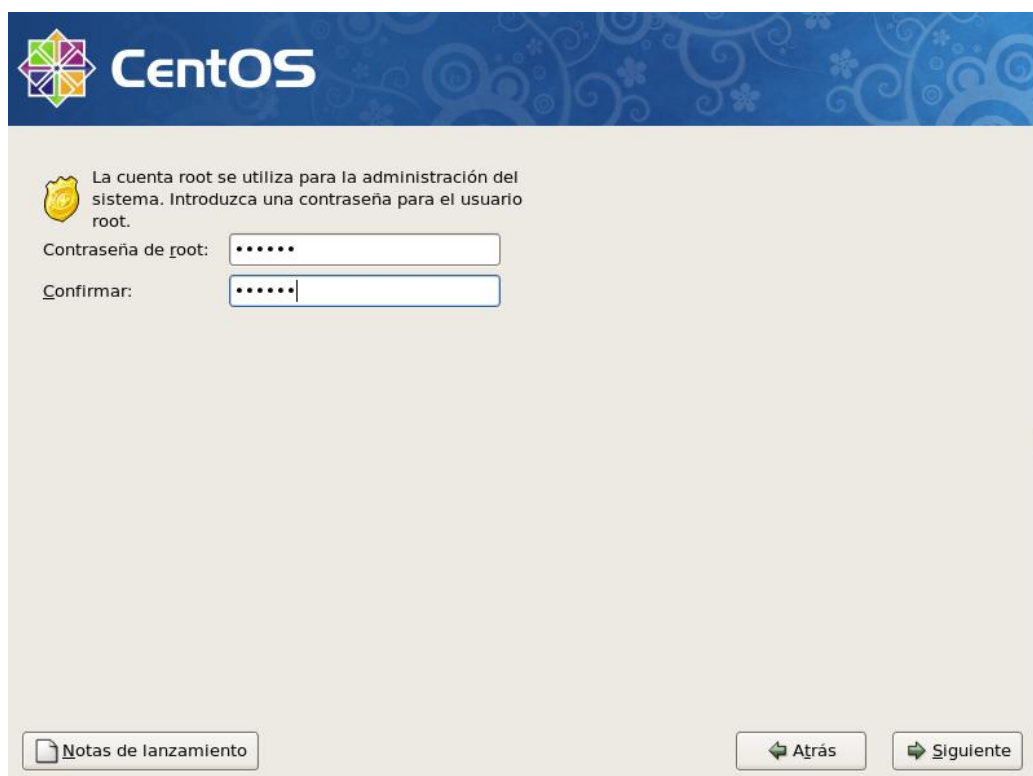 CentOS
La cuenta root se utiliza para la administración del
sistema. Introduzca una contraseña para el usuario
root.
Contraseña de root: ••••••
Confirmar: ••••••
Notas de lanzamiento
Atrás
Siguiente